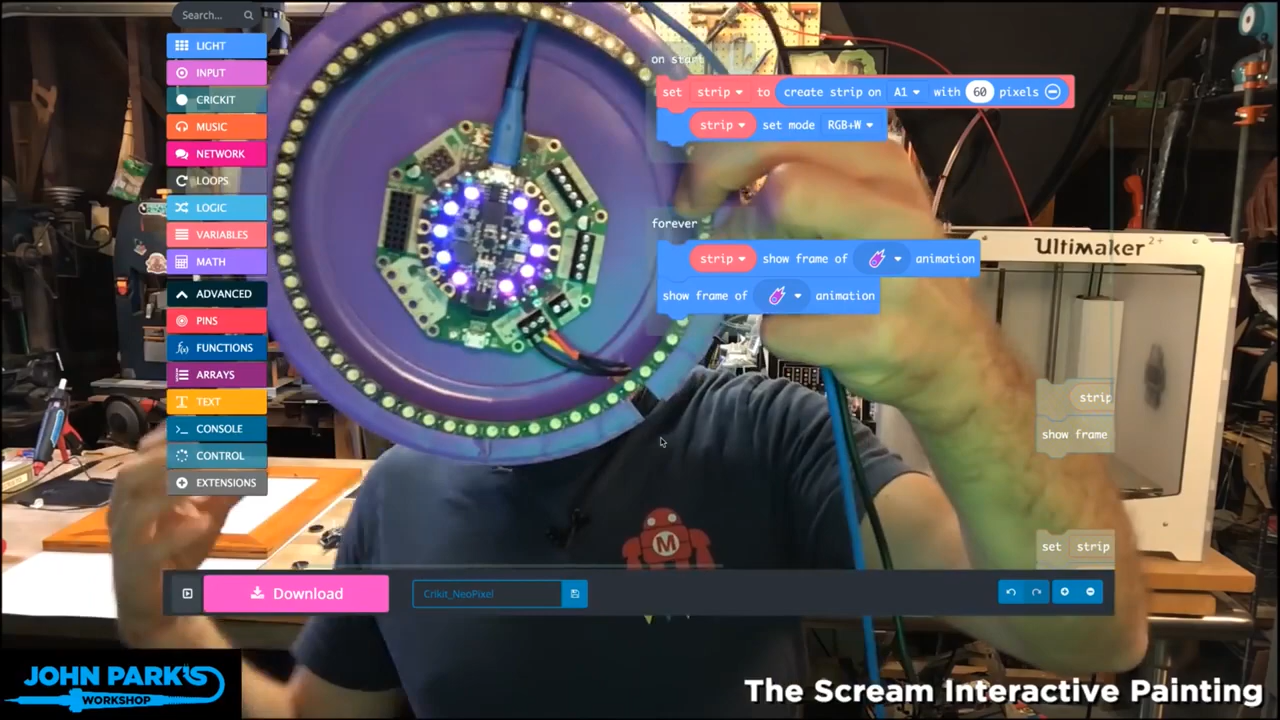 Search...
LIGHT
INPUT
CRICKIT
MUSIC
NETWORK
LOOPS
LOGIC
VARIABLES
MATH
ADVANCED
PINS
FUNCTIONS
ARRAYS
TEXT
CONSOLE
CONTROL
EXTENSIONS
on start
set strip to create strip on A1 with 60 pixels
strip set mode RGB+W
forever
strip show frame of animation
show frame of animation
strip
show frame
set strip
Download
Crikit_NeoPixel
Ultimaker 2+
M
JOHN PARK'S
WORKSHOP
The Scream Interactive Painting